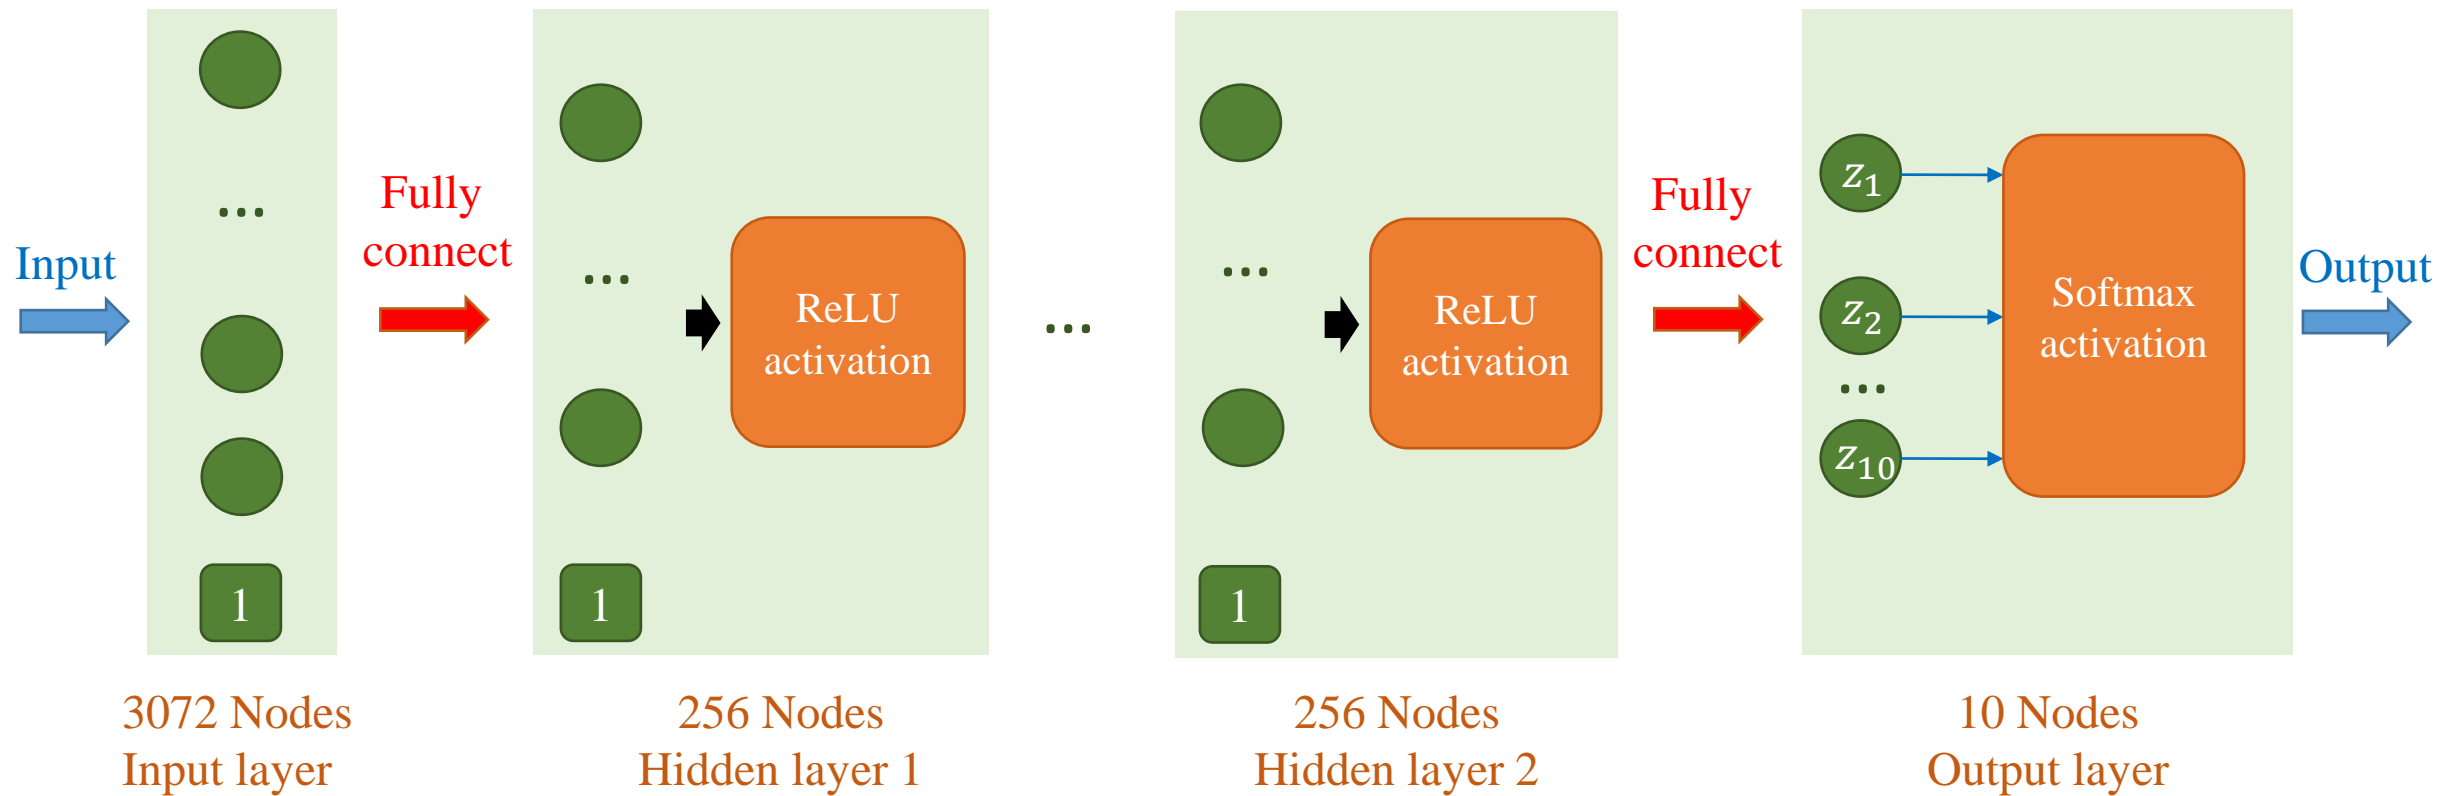 Input
...
1
3072 Nodes
Input layer
Fully
connect
...
1
ReLU
activation
256 Nodes
Hidden layer 1
...
...
1
ReLU
activation
256 Nodes
Hidden layer 2
Fully
connect
z₁
z₂
...
z₁₀
Softmax
activation
10 Nodes
Output layer
Output